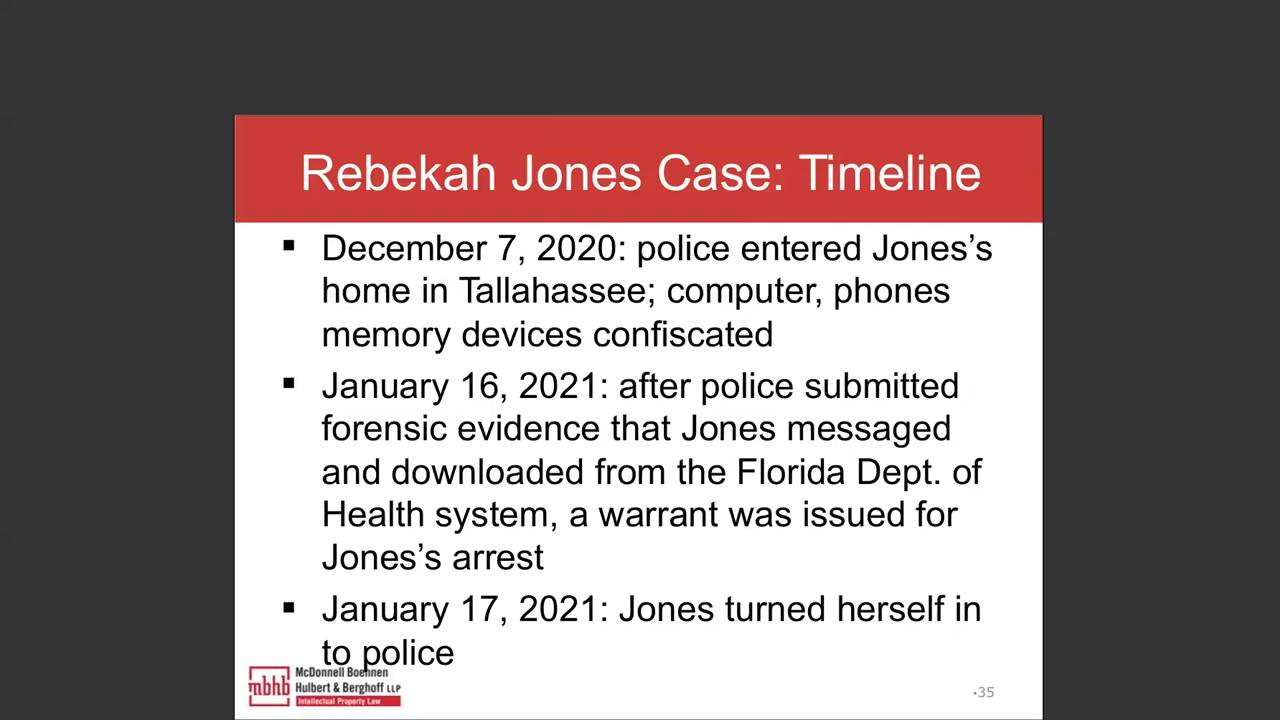 Rebekah Jones Case: Timeline
▪ December 7, 2020: police entered Jones’s
home in Tallahassee; computer, phones
memory devices confiscated
▪ January 16, 2021: after police submitted
forensic evidence that Jones messaged
and downloaded from the Florida Dept. of
Health system, a warrant was issued for
Jones’s arrest
▪ January 17, 2021: Jones turned herself in
to police
mbhb
McDonnell Boehnen
Hulbert & Berghoff LLP
Intellectual Property Law
•35